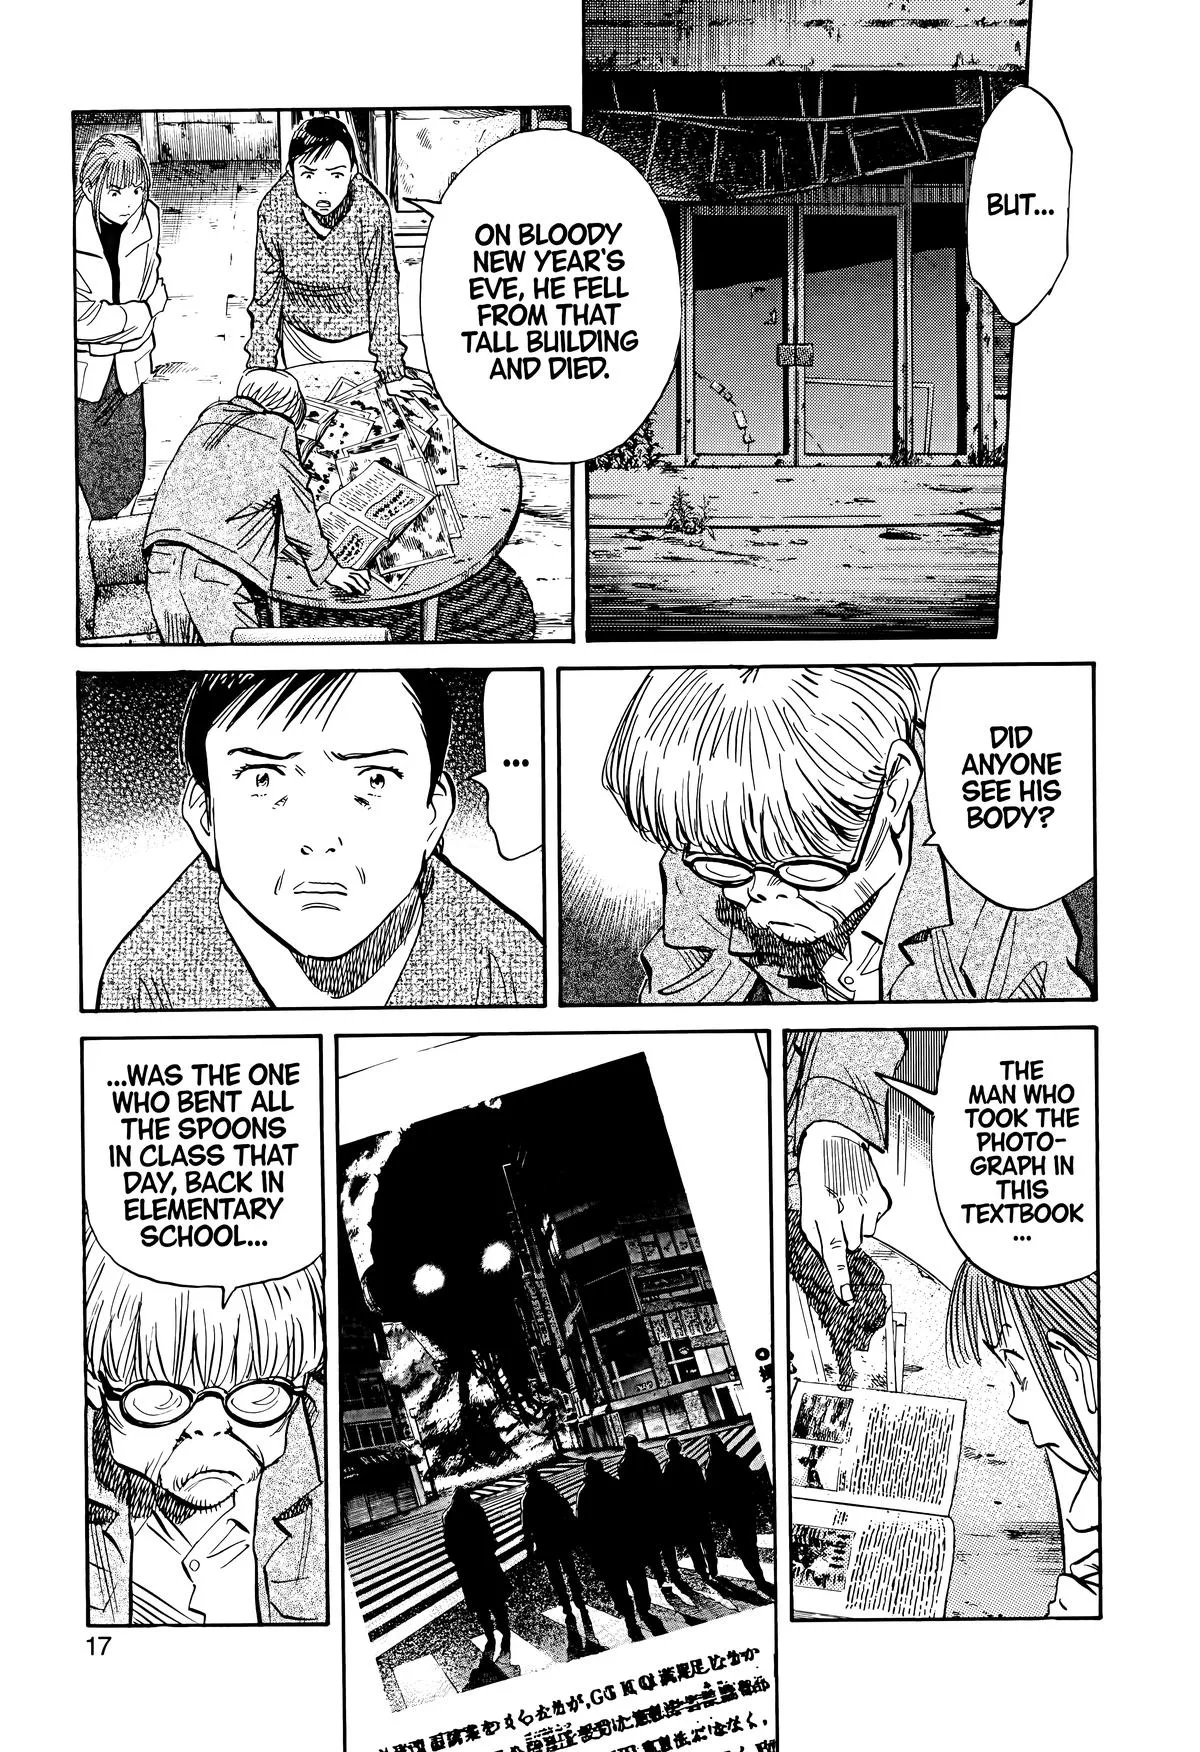 BUT...
ON BLOODY
NEW YEAR'S
EVE, HE FELL
FROM THAT
TALL BUILDING
AND DIED.
DID
ANYONE
SEE HIS
BODY?
...
THE
MAN WHO
TOOK THE
PHOTO-
GRAPH IN
THIS
TEXTBOOK
...
...WAS THE ONE
WHO BENT ALL
THE SPOONS
IN CLASS THAT
DAY, BACK IN
ELEMENTARY
SCHOOL...
17